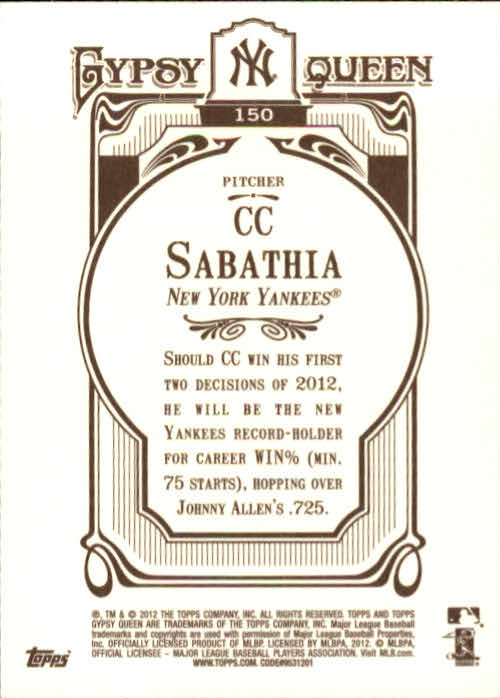 GYPSY NY QUEEN
150
PITCHER
CC
SABATHIA
NEW YORK YANKEES®
SHOULD CC WIN HIS FIRST
TWO DECISIONS OF 2012,
HE WILL BE THE NEW
YANKEES RECORD-HOLDER
FOR CAREER WIN% (MIN.
75 STARTS), HOPPING OVER
JOHNNY ALLEN'S .725.
®, TM & © 2012 THE TOPPS COMPANY, INC. ALL RIGHTS RESERVED. TOPPS AND TOPPS
GYPSY QUEEN ARE TRADEMARKS OF THE TOPPS COMPANY, INC. Major League Baseball
trademarks and copyrights are used with permission of Major League Baseball Properties,
Inc. OFFICIALLY LICENSED PRODUCT OF MLBP. LICENSED BY MLBPA, 2012. © MLBPA,
OFFICIAL LICENSEE - MAJOR LEAGUE BASEBALL PLAYERS ASSOCIATION. Visit MLB.com.
WWW.TOPPS.COM. CODE#9531201
Topps